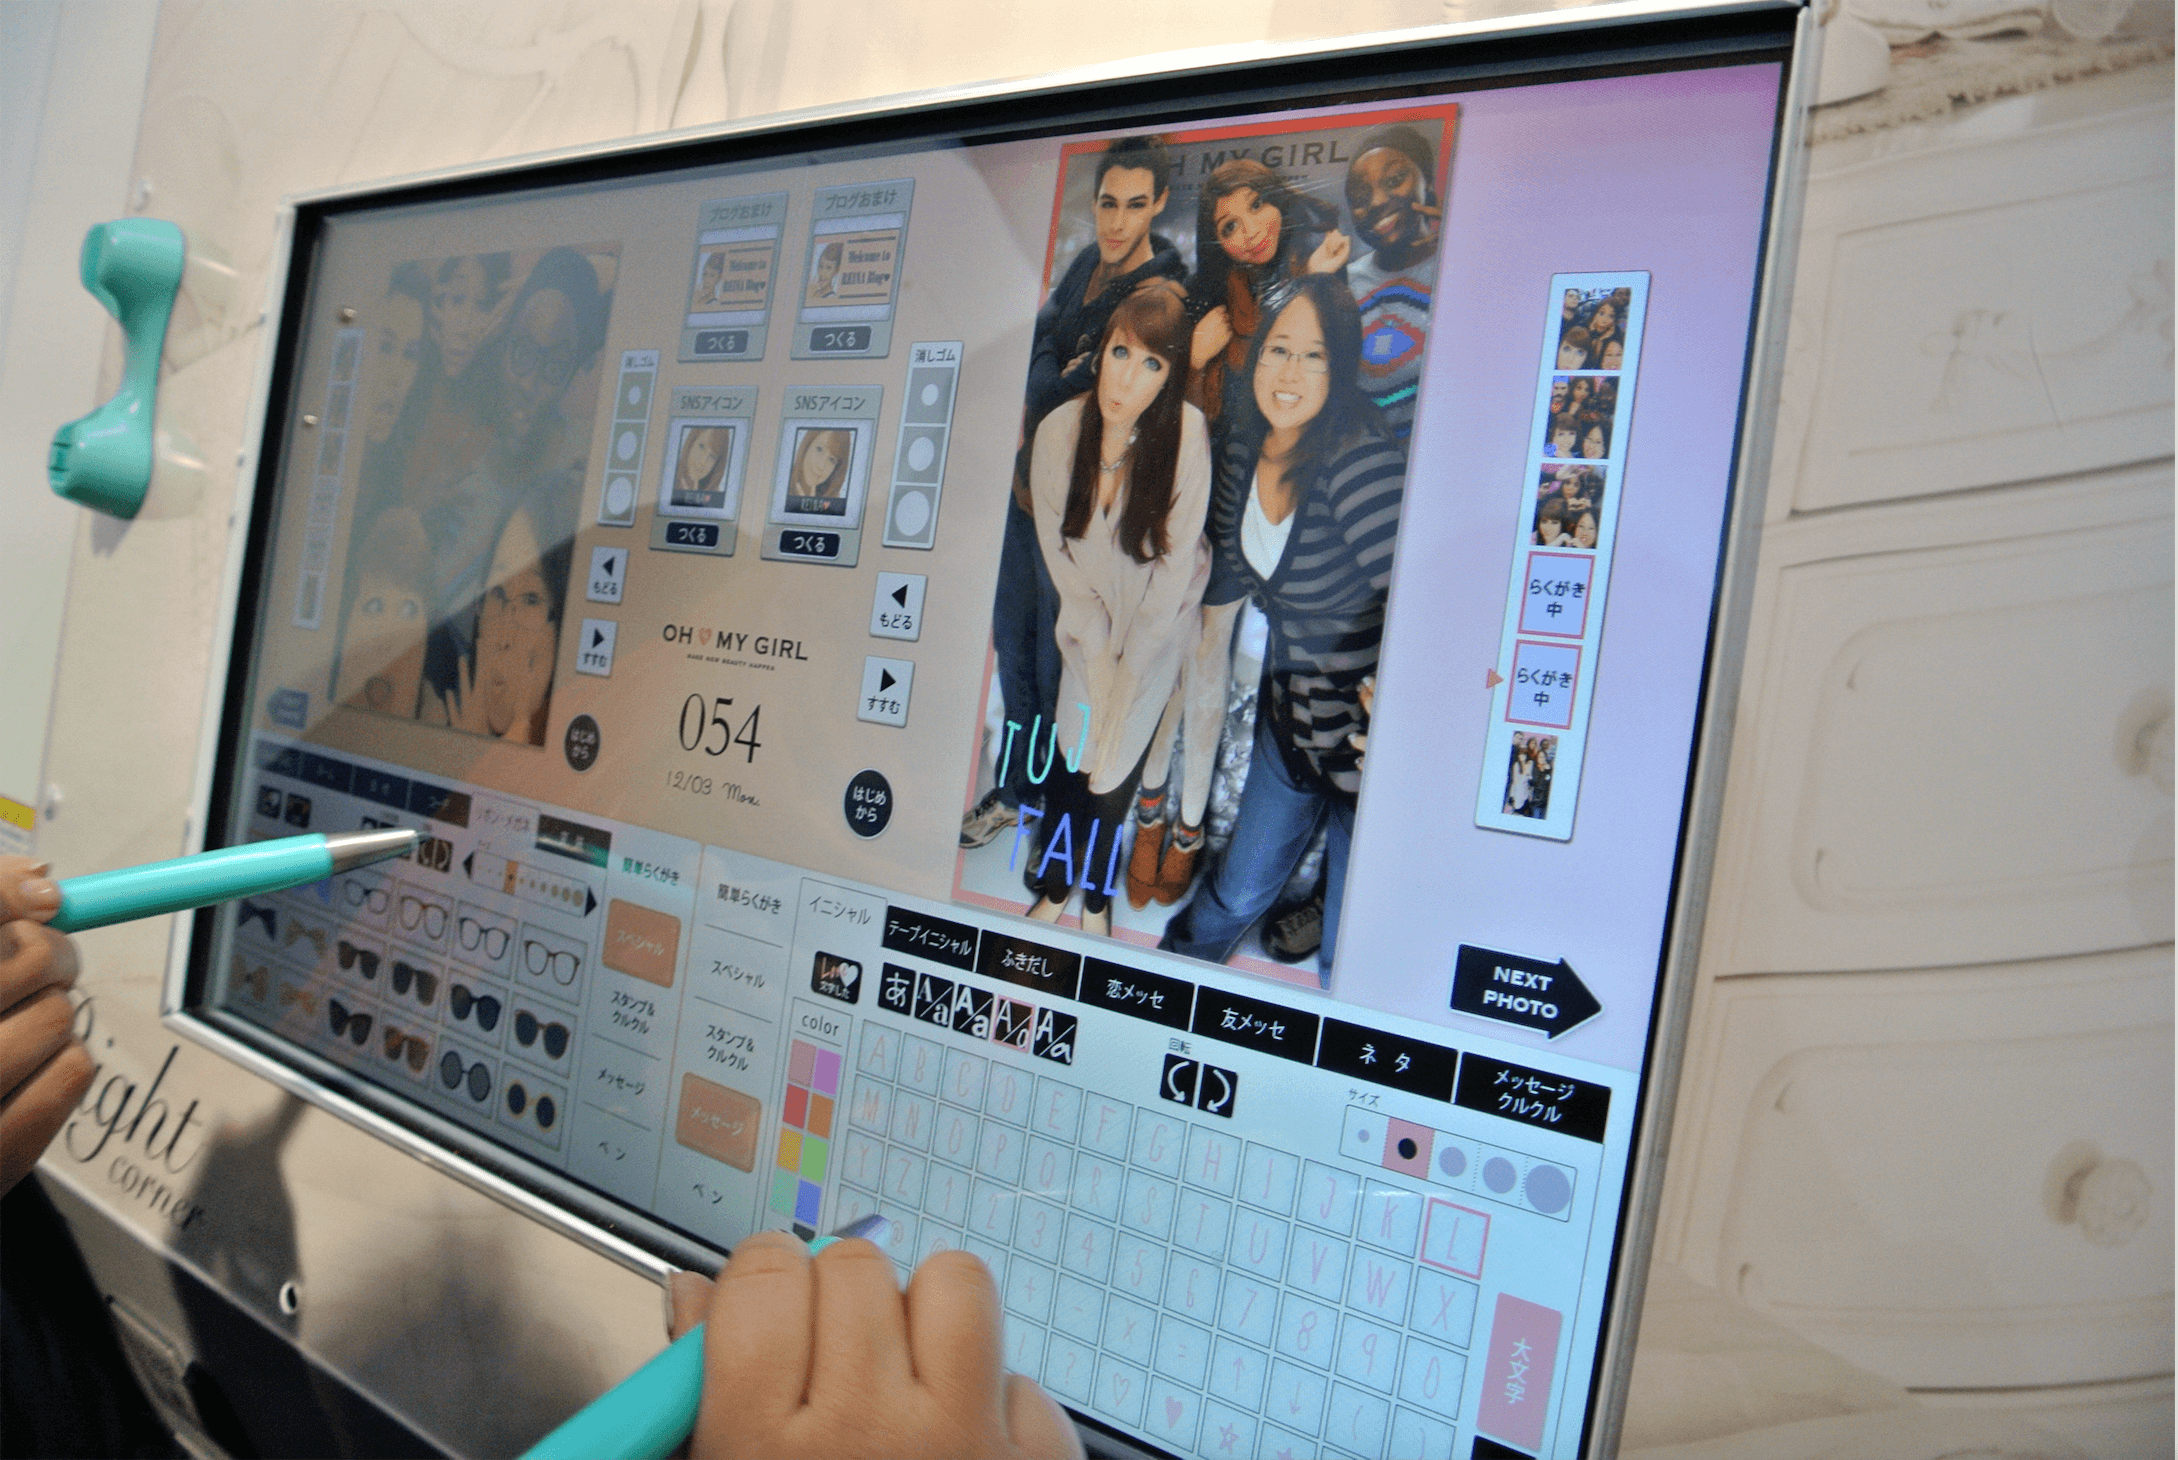 ブログおまけ
Welcome to
REINA Blog♥
つくる
ブログおまけ
Welcome to
REINA Blog♥
つくる
消しゴム
SNSアイコン
REINA♥
つくる
SNSアイコン
REINA♥
つくる
消しゴム
もどる
すすむ
はじめ
から
OH♥MY GIRL
MAKE NEW BEAUTY HAPPEN
054
12/03 Mon.
もどる
すすむ
はじめ
から
H MY GIRL
TUJ
FALL
らくがき
中
らくがき
中
NEXT
PHOTO
簡単らくがき
スペシャル
スタンプ&
クルクル
メッセージ
ペン
簡単らくがき
スペシャル
スタンプ&
クルクル
メッセージ
ペン
イニシャル
テープイニシャル
ふきだし
恋メッセ
友メッセ
ネタ
メッセージ
クルクル
あ
A/a
A/a
A/a
A/a
回転
サイズ
color
A B C D E F G H I J K L
M N O P Q R S T U V W X
Y Z 1 2 3 4 5 6 7 8 9 0
+ - × = ↑ ↓ ( )
! ? ♡ ♥ ☆ ★
大文字
ight
corner